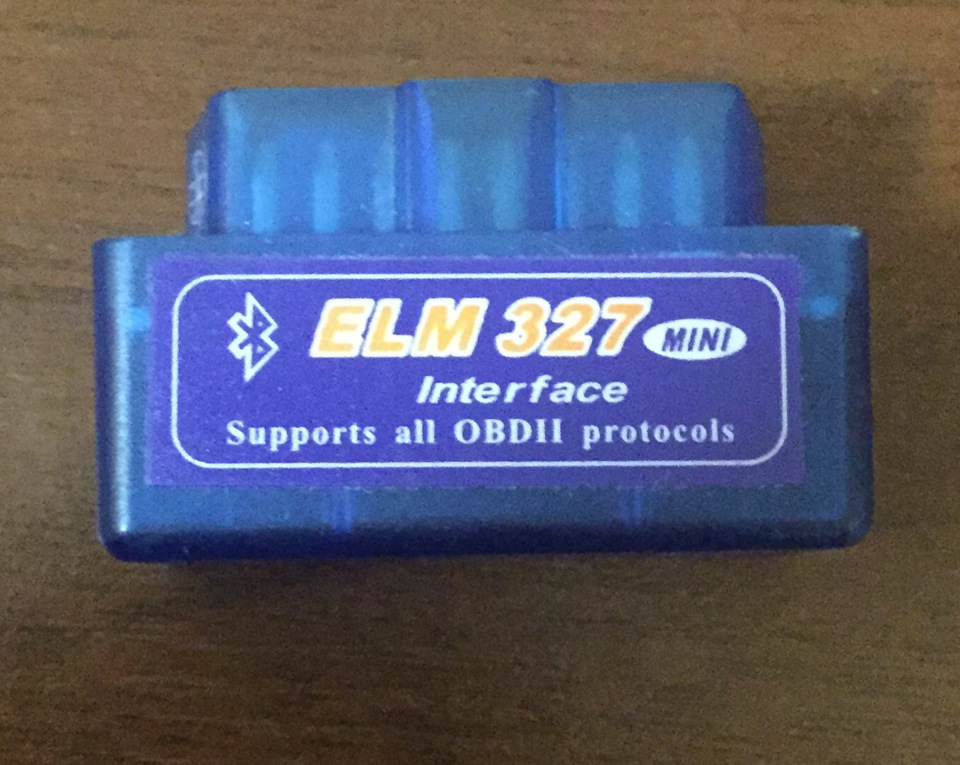 ELM 327 MINI
Interface
Supports all OBDII protocols